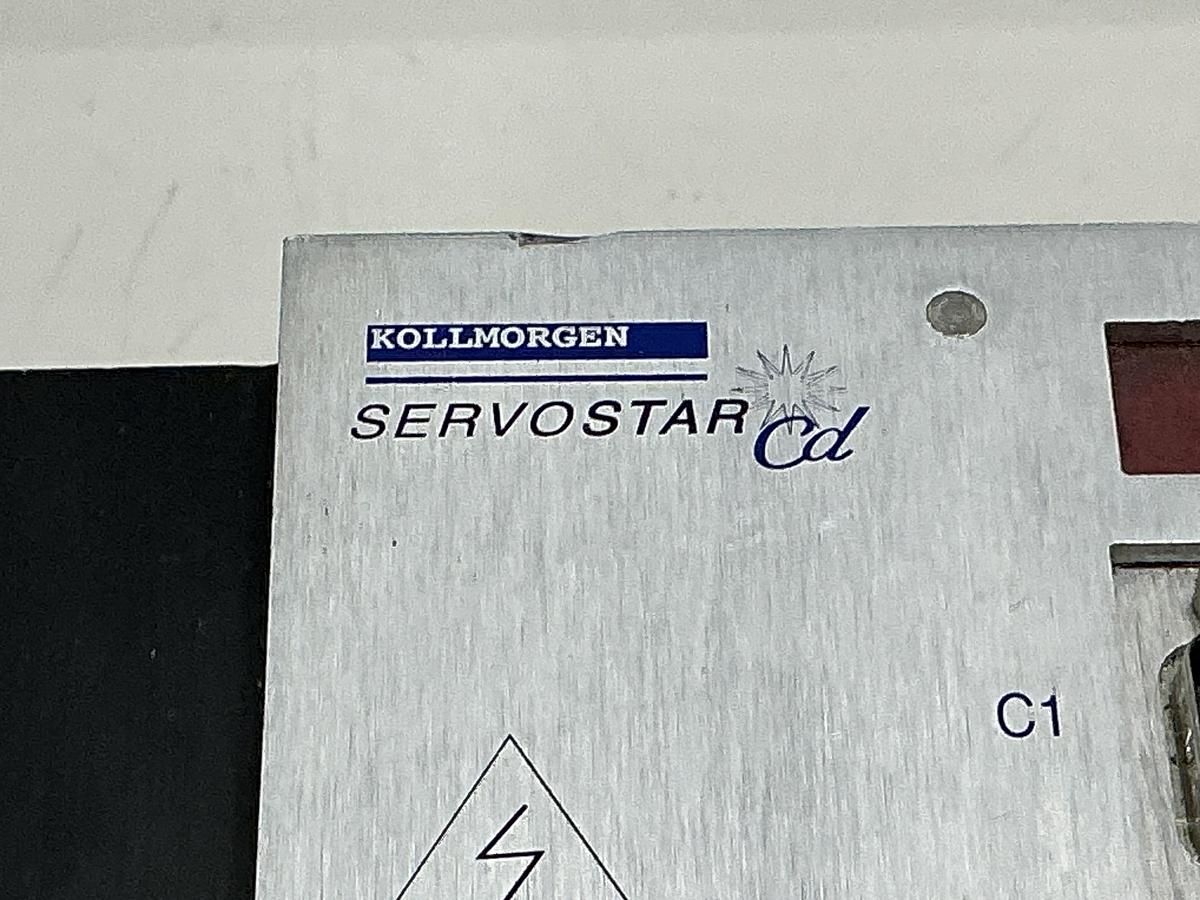 KOLLMORGEN
SERVOSTAR Cd
C1